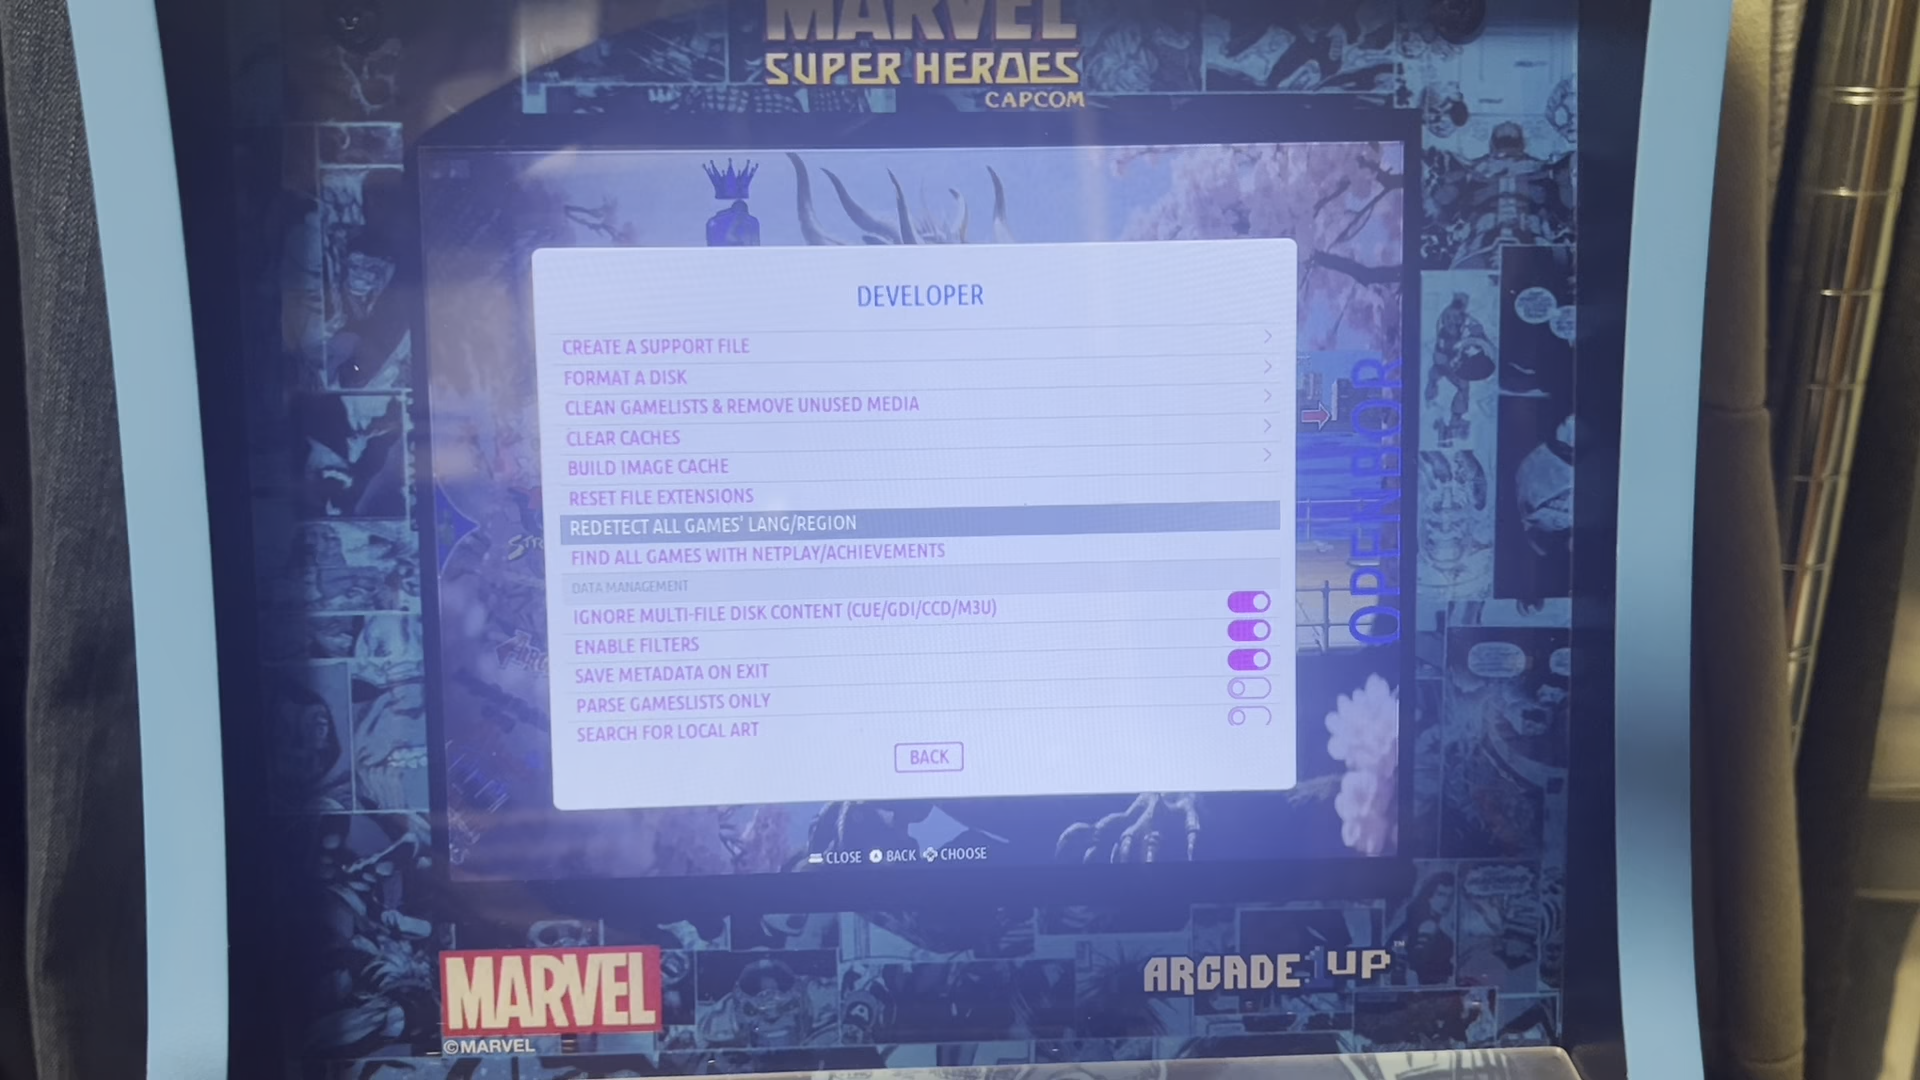 MARVEL
SUPER HEROES
CAPCOM
DEVELOPER
CREATE A SUPPORT FILE
FORMAT A DISK
CLEAN GAMELISTS & REMOVE UNUSED MEDIA
CLEAR CACHES
BUILD IMAGE CACHE
RESET FILE EXTENSIONS
REDETECT ALL GAMES' LANG/REGION
FIND ALL GAMES WITH NETPLAY/ACHIEVEMENTS
DATA MANAGEMENT
IGNORE MULTI-FILE DISK CONTENT (CUE/GDI/CCD/M3U)
ENABLE FILTERS
SAVE METADATA ON EXIT
PARSE GAMESLISTS ONLY
SEARCH FOR LOCAL ART
BACK
CLOSE BACK CHOOSE
OPENBOR
MARVEL
©MARVEL
ARCADE1UP™